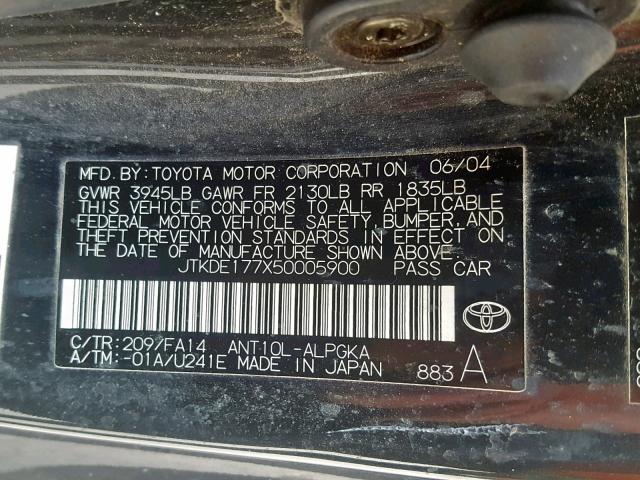 MFD. BY: TOYOTA MOTOR CORPORATION 06/04
GVWR 3945LB GAWR FR 2130LB RR 1835LB
THIS VEHICLE CONFORMS TO ALL APPLICABLE
FEDERAL MOTOR VEHICLE SAFETY, BUMPER, AND
THEFT PREVENTION STANDARDS IN EFFECT ON
THE DATE OF MANUFACTURE SHOWN ABOVE.
JTKDE177X50005900 PASS CAR
C/TR: 209/FA14 ANT10L-ALPGKA
A/TM: -01A/U241E MADE IN JAPAN 883 A